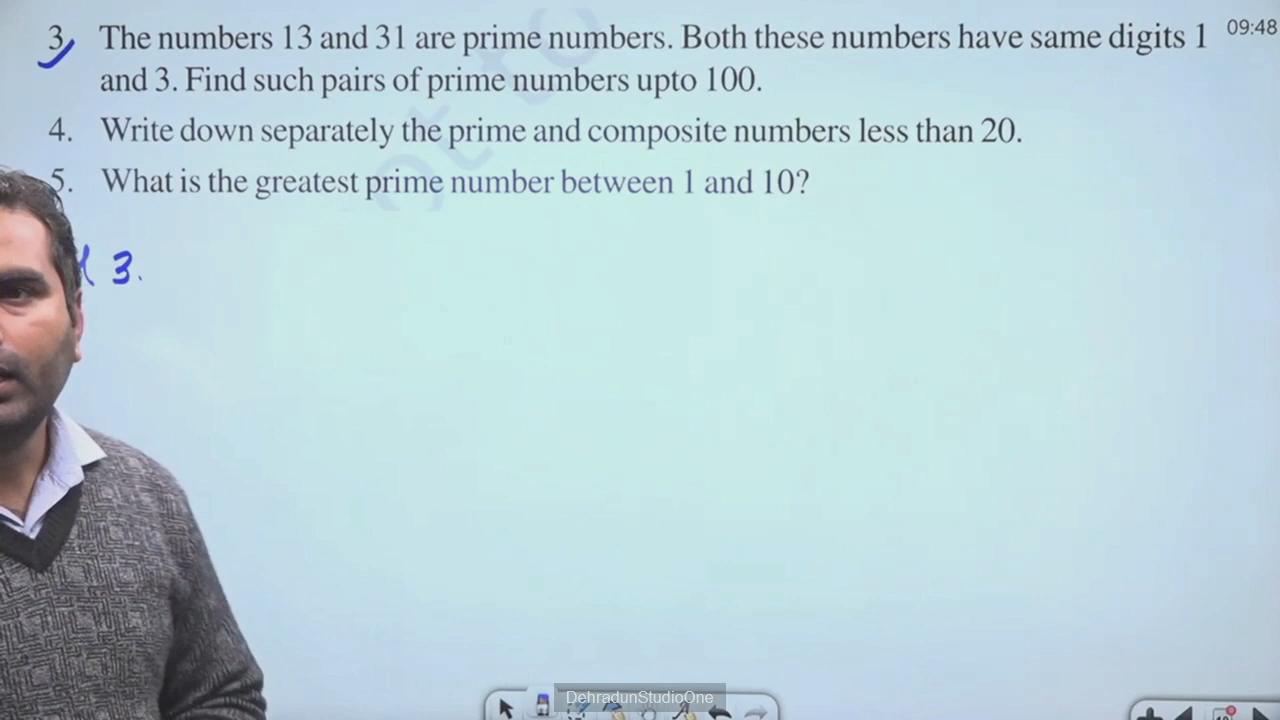 3. The numbers 13 and 31 are prime numbers. Both these numbers have same digits 1
and 3. Find such pairs of prime numbers upto 100.
4. Write down separately the prime and composite numbers less than 20.
5. What is the greatest prime number between 1 and 10?
3.
09:48
DehradunStudioOne